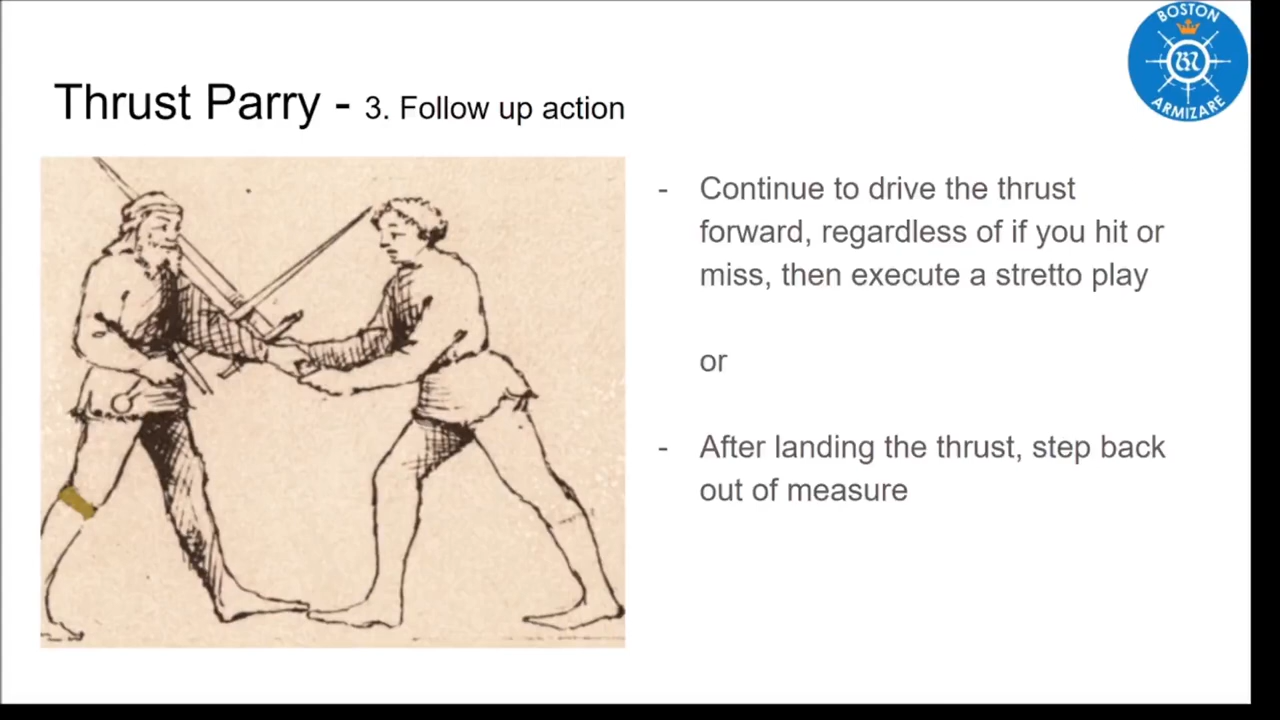 BOSTON
ARMIZARE
Thrust Parry - 3. Follow up action
- Continue to drive the thrust
forward, regardless of if you hit or
miss, then execute a stretto play
or
- After landing the thrust, step back
out of measure